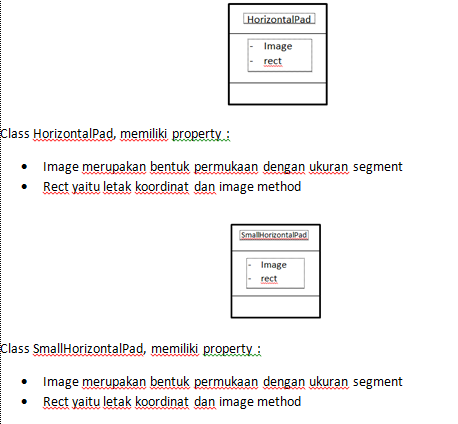 HorizontalPad
- Image
- rect
Class HorizontalPad, memiliki property :
• Image merupakan bentuk permukaan dengan ukuran segment
• Rect yaitu letak koordinat dan image method
SmallHorizontalPad
- Image
- rect
Class SmallHorizontalPad, memiliki property :
• Image merupakan bentuk permukaan dengan ukuran segment
• Rect yaitu letak koordinat dan image method